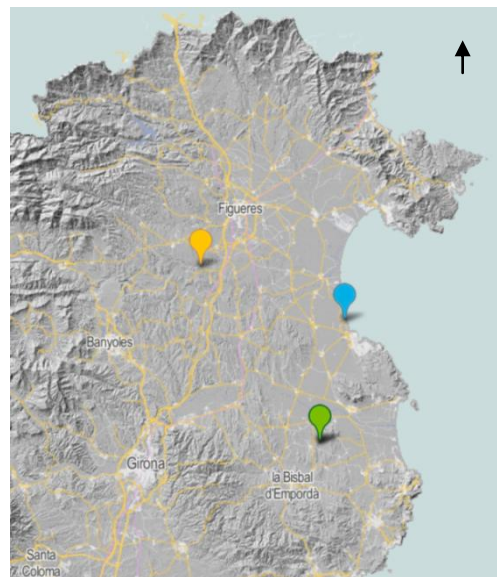 Figueres
Banyoles
Girona
la Bisbal
d'Empordà
Santa
Coloma